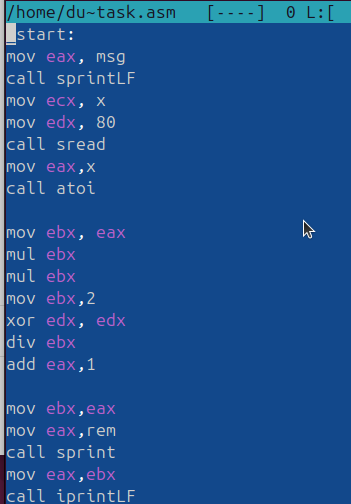 /home/du~task.asm [----] 0 L:[
_start:
mov eax, msg
call sprintLF
mov ecx, x
mov edx, 80
call sread
mov eax,x
call atoi
mov ebx, eax
mul ebx
mul ebx
mov ebx,2
xor edx, edx
div ebx
add eax,1
mov ebx,eax
mov eax,rem
call sprint
mov eax,ebx
call iprintLF